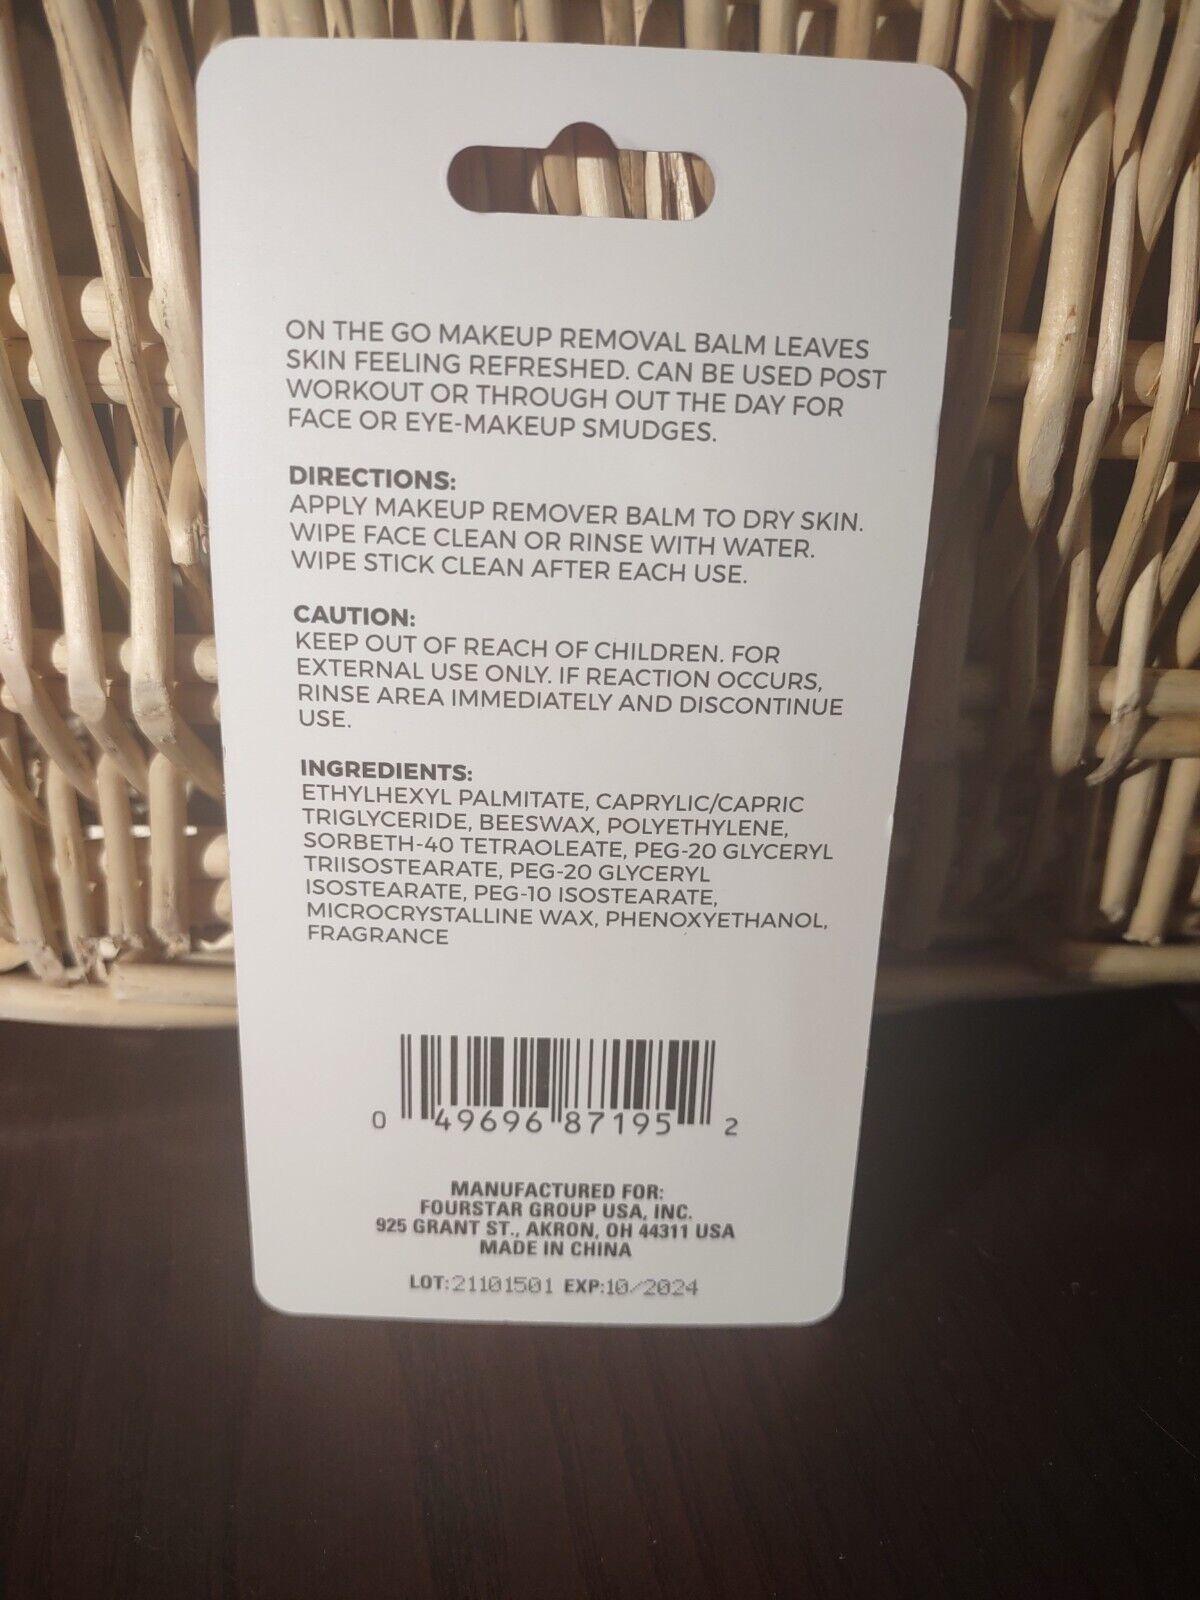 ON THE GO MAKEUP REMOVAL BALM LEAVES
SKIN FEELING REFRESHED. CAN BE USED POST
WORKOUT OR THROUGH OUT THE DAY FOR
FACE OR EYE-MAKEUP SMUDGES.
DIRECTIONS:
APPLY MAKEUP REMOVER BALM TO DRY SKIN.
WIPE FACE CLEAN OR RINSE WITH WATER.
WIPE STICK CLEAN AFTER EACH USE.
CAUTION:
KEEP OUT OF REACH OF CHILDREN. FOR
EXTERNAL USE ONLY. IF REACTION OCCURS,
RINSE AREA IMMEDIATELY AND DISCONTINUE
USE.
INGREDIENTS:
ETHYLHEXYL PALMITATE, CAPRYLIC/CAPRIC
TRIGLYCERIDE, BEESWAX, POLYETHYLENE,
SORBETH-40 TETRAOLEATE, PEG-20 GLYCERYL
TRIISOSTEARATE, PEG-20 GLYCERYL
ISOSTEARATE, PEG-10 ISOSTEARATE,
MICROCRYSTALLINE WAX, PHENOXYETHANOL,
FRAGRANCE
0 49696 87195 2
MANUFACTURED FOR:
FOURSTAR GROUP USA, INC.
925 GRANT ST., AKRON, OH 44311 USA
MADE IN CHINA
LOT:21101501 EXP:10/2024